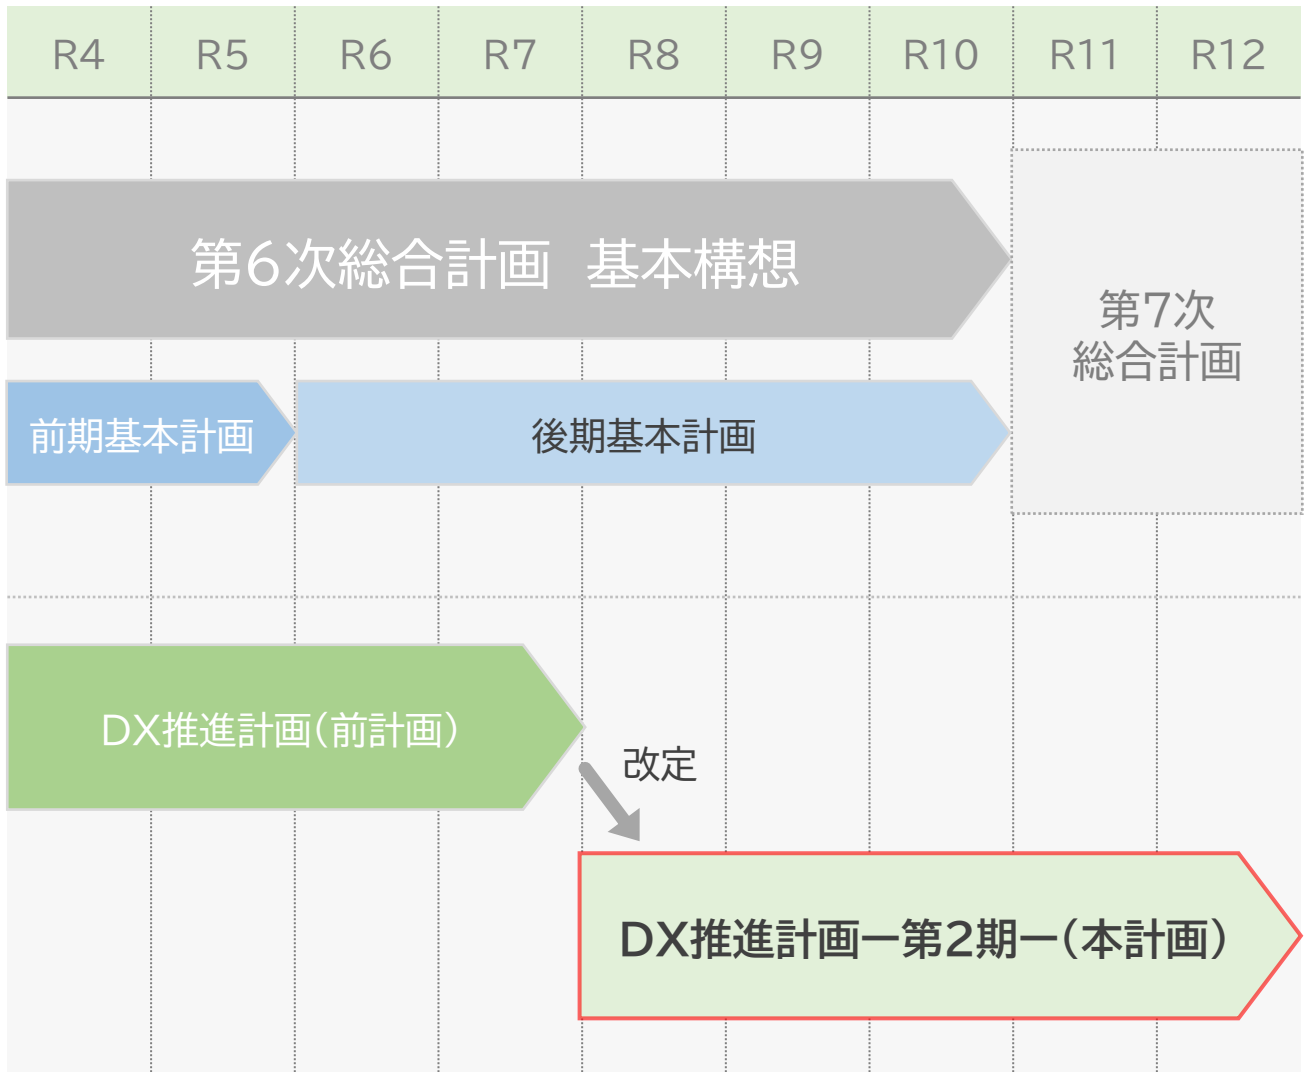 R4 R5 R6 R7 R8 R9 R10 R11 R12
第6次総合計画 基本構想
第7次
総合計画
前期基本計画
後期基本計画
DX推進計画(前計画)
改定
DX推進計画ー第2期ー(本計画)